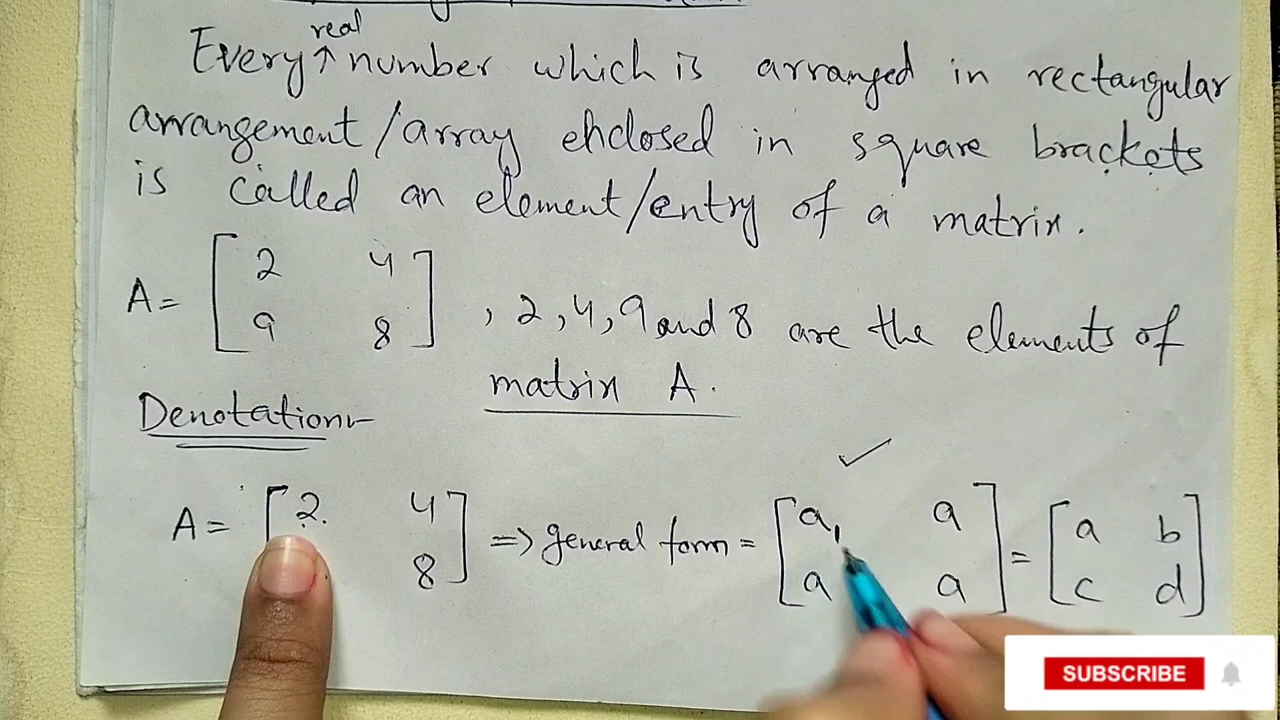 real
Every ↑ number which is arranged in rectangular
arrangement/array enclosed in square brackets
is called an element/entry of a matrix.
A = [ 2 4
9 8 ] , 2, 4, 9 and 8 are the elements of
matrix A.
Denotation:-
A = [ 2. 4
8 ] => general form = [ a₁ a
a a ] = [ a b
c d ]
SUBSCRIBE